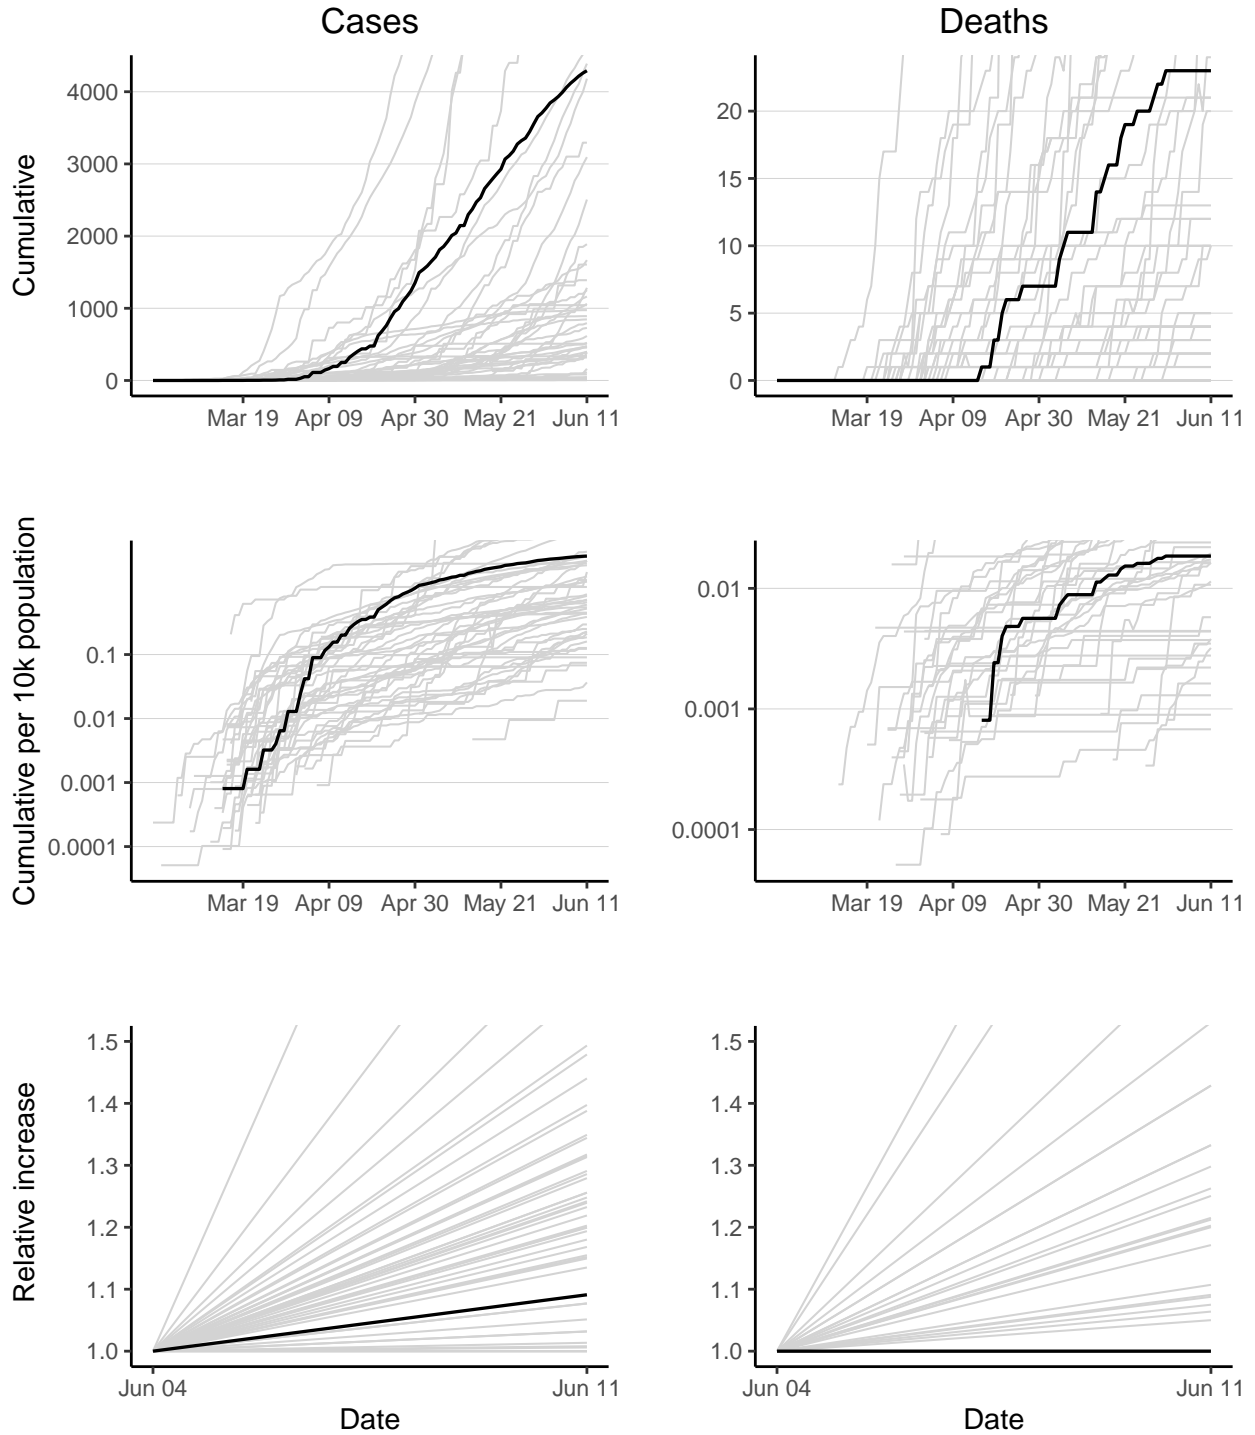 Cases
Deaths
Cumulative
4000
3000
2000
1000
0
Mar 19 Apr 09 Apr 30 May 21 Jun 11
20
15
10
5
0
Mar 19 Apr 09 Apr 30 May 21 Jun 11
Cumulative per 10k population
0.1
0.01
0.001
0.0001
Mar 19 Apr 09 Apr 30 May 21 Jun 11
0.01
0.001
0.0001
Mar 19 Apr 09 Apr 30 May 21 Jun 11
Relative increase
1.5
1.4
1.3
1.2
1.1
1.0
Jun 04 Jun 11
Date
1.5
1.4
1.3
1.2
1.1
1.0
Jun 04 Jun 11
Date